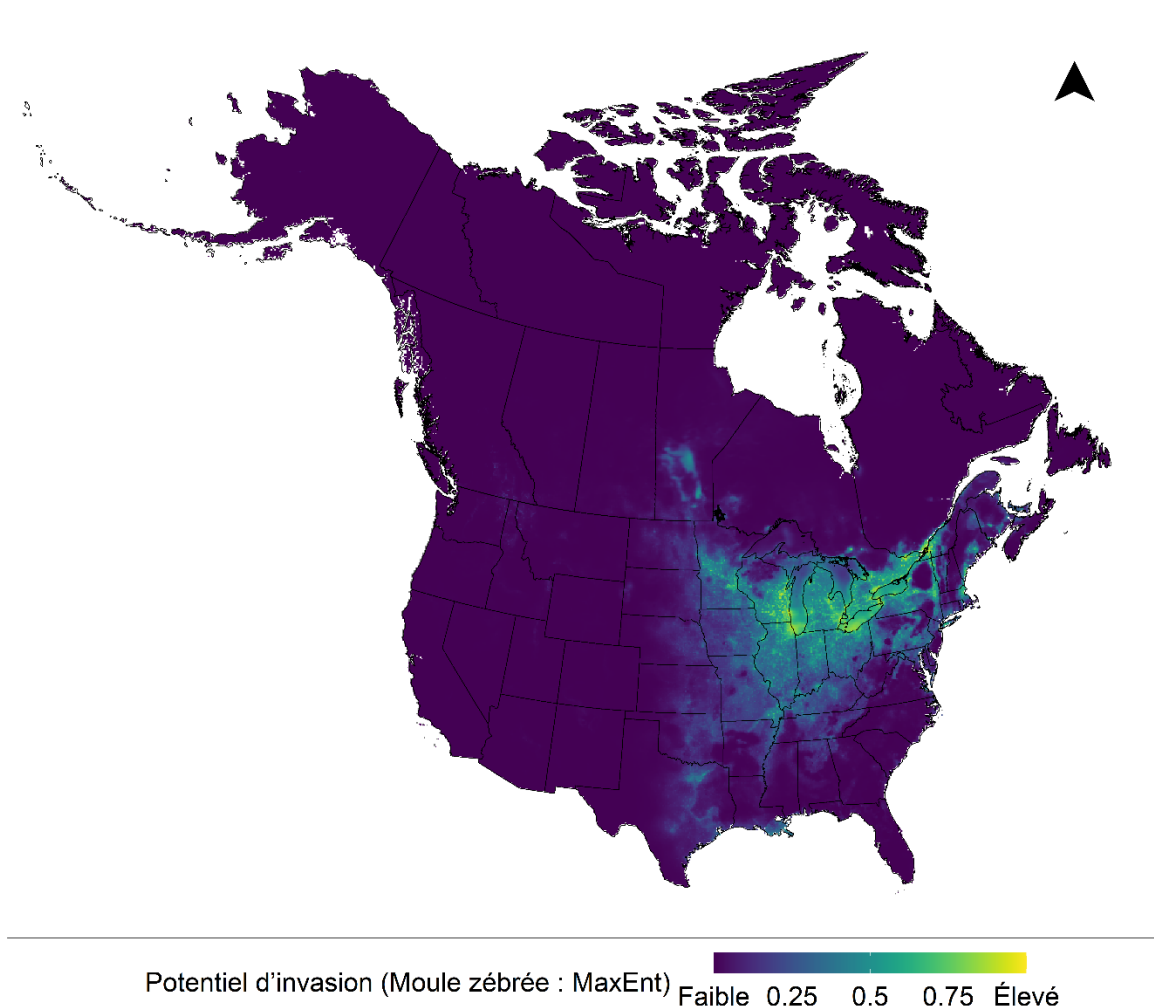 Potentiel d’invasion (Moule zébrée : MaxEnt)
Faible 0.25 0.5 0.75 Élevé